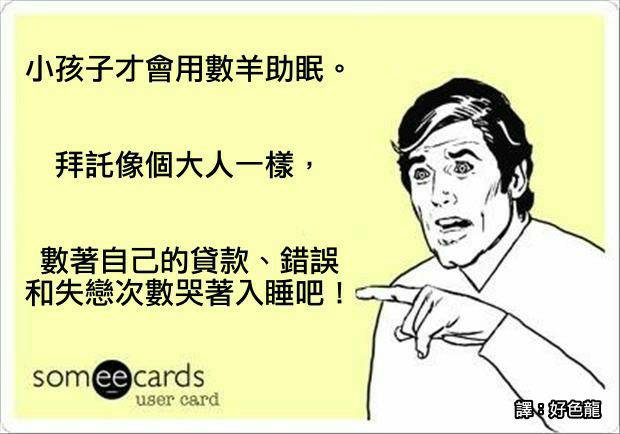 小孩子才會用數羊助眠。
拜託像個大人一樣，
數著自己的貸款、錯誤
和失戀次數哭著入睡吧！
someecards
user card
譯：好色龍